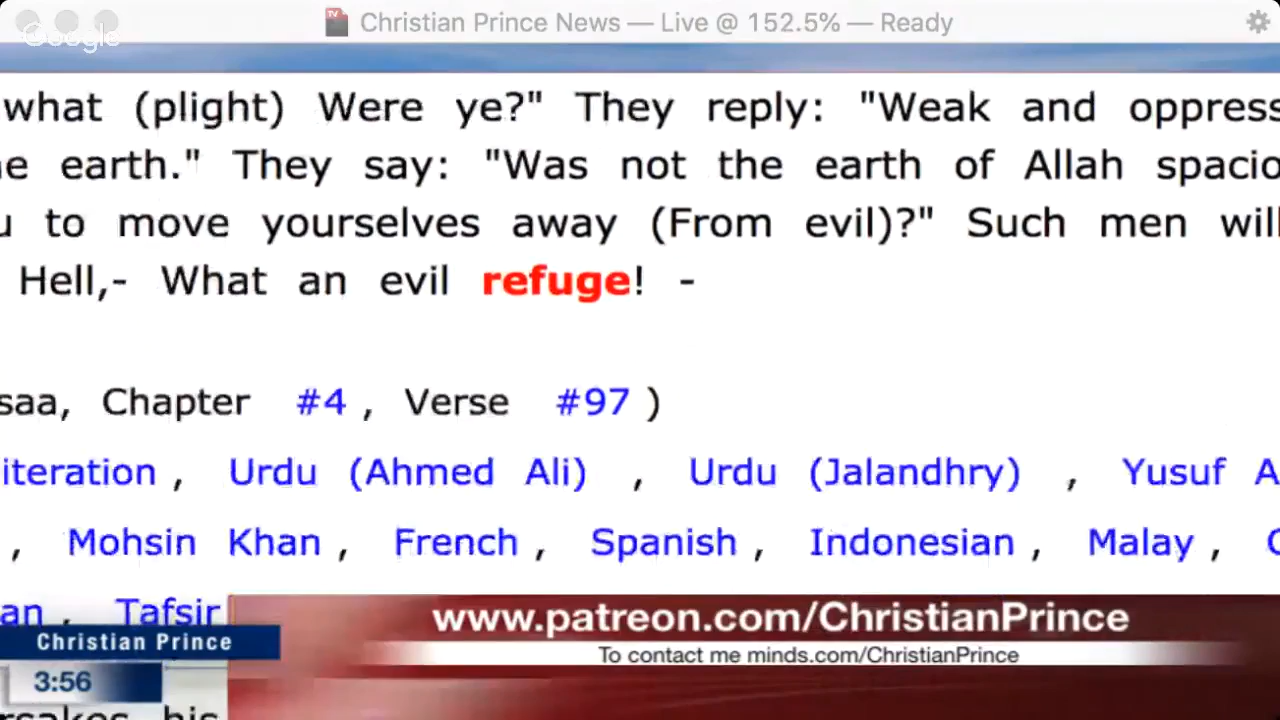 Christian Prince News — Live @ 152.5% — Ready
Google
what (plight) Were ye?" They reply: "Weak and oppress
e earth." They say: "Was not the earth of Allah spacio
u to move yourselves away (From evil)?" Such men will
Hell,- What an evil refuge! -
saa, Chapter #4 , Verse #97 )
iteration , Urdu (Ahmed Ali) , Urdu (Jalandhry) , Yusuf A
, Mohsin Khan , French , Spanish , Indonesian , Malay ,
an , Tafsir
www.patreon.com/ChristianPrince
Christian Prince
To contact me minds.com/ChristianPrince
3:56
his